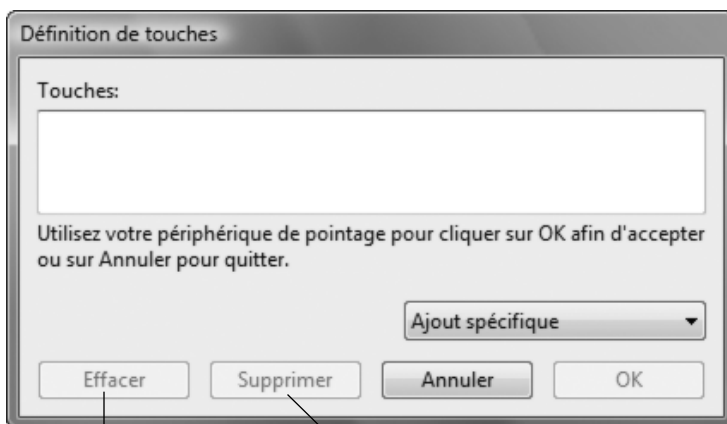 Définition de touches
Touches:
Utilisez votre périphérique de pointage pour cliquer sur OK afin d'accepter
ou sur Annuler pour quitter.
Ajout spécifique
Effacer Supprimer Annuler OK